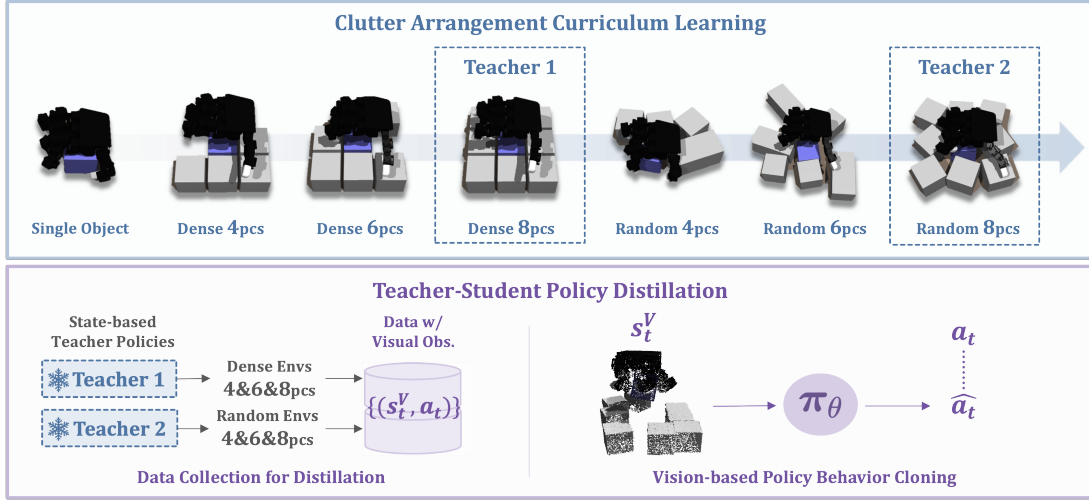 Clutter Arrangement Curriculum Learning
Teacher 1
Teacher 2
Single Object
Dense 4pcs
Dense 6pcs
Dense 8pcs
Random 4pcs
Random 6pcs
Random 8pcs
Teacher-Student Policy Distillation
State-based
Teacher Policies
Data w/
Visual Obs.
Teacher 1
Dense Envs
4&6&8pcs
Teacher 2
Random Envs
4&6&8pcs
{(s_t^V, a_t)}
Data Collection for Distillation
s_t^V
π_θ
a_t
\widehat{a_t}
Vision-based Policy Behavior Cloning